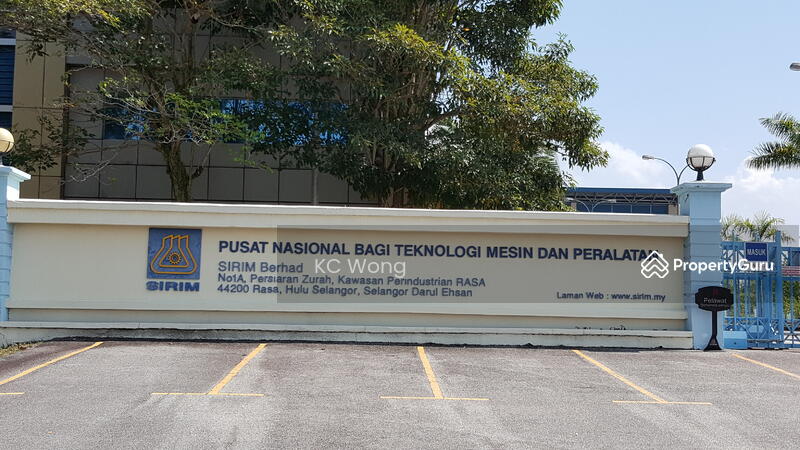 PUSAT NASIONAL BAGI TEKNOLOGI MESIN DAN PERALATAN
SIRIM Berhad
No1A, Persiaran Zurah, Kawasan Perindustrian RASA
44200 Rasa, Hulu Selangor, Selangor Darul Ehsan
SIRIM
Laman Web : www.sirim.my
KC Wong
PropertyGuru
MASUK
Pelawat